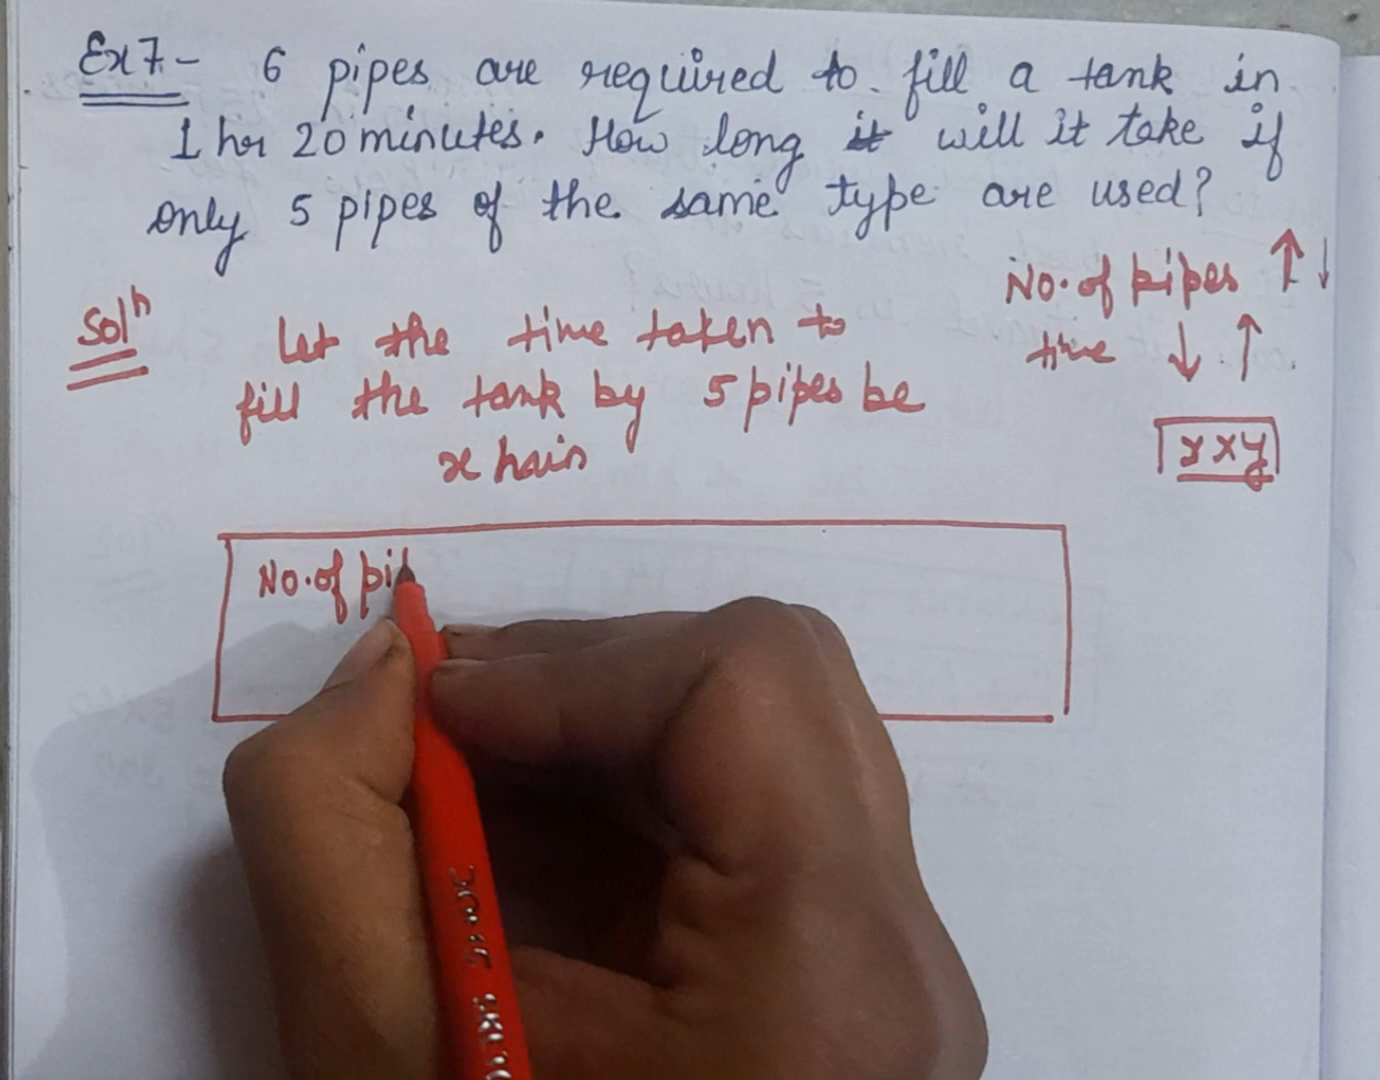 Ex 7- 6 pipes are required to fill a tank in
1 hr 20 minutes. How long it will it take if
only 5 pipes of the same type are used?
No. of pipes ↑ ↓
time ↓ ↑
x×y
Solⁿ Let the time taken to
fill the tank by 5 pipes be
x
No. of pi